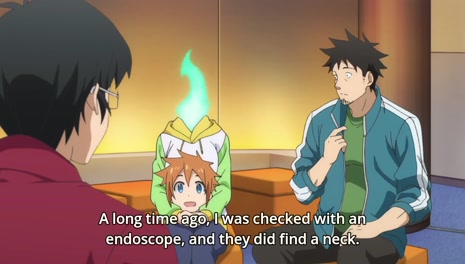 A long time ago, I was checked with an
endoscope, and they did find a neck.